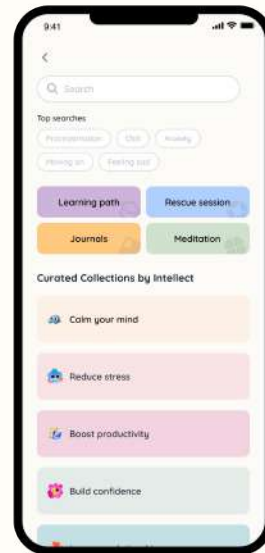 9:41
Search
Top searches
Procrastination Anxiety
Moving on Feeling sad
Learning path Rescue session
Journals Meditation
Curated Collections by Intellect
Calm your mind
Reduce stress
Boost productivity
Build confidence